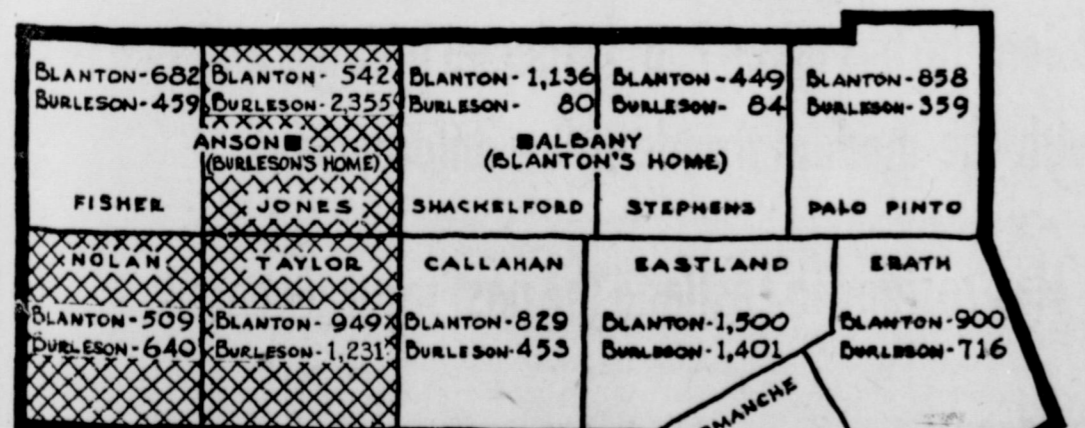 BLANTON-682
BURLESON-459
BLANTON- 542
BURLESON-2,355
BLANTON- 1,136
BURLESON- 80
BLANTON-449
BURLESON- 84
BLANTON-858
BURLESON-359
ANSON
(BURLESON'S HOME)
ALBANY
(BLANTON'S HOME)
FISHER
JONES
SHACKELFORD
STEPHENS
PALO PINTO
NOLAN
TAYLOR
CALLAHAN
EASTLAND
ERATH
BLANTON-509
BURLESON-640
BLANTON- 949
BURLESON-1,231
BLANTON-829
BURLESON-453
BLANTON-1,500
BURLESON-1,401
BLANTON-900
BURLESON-716
OMANCHE